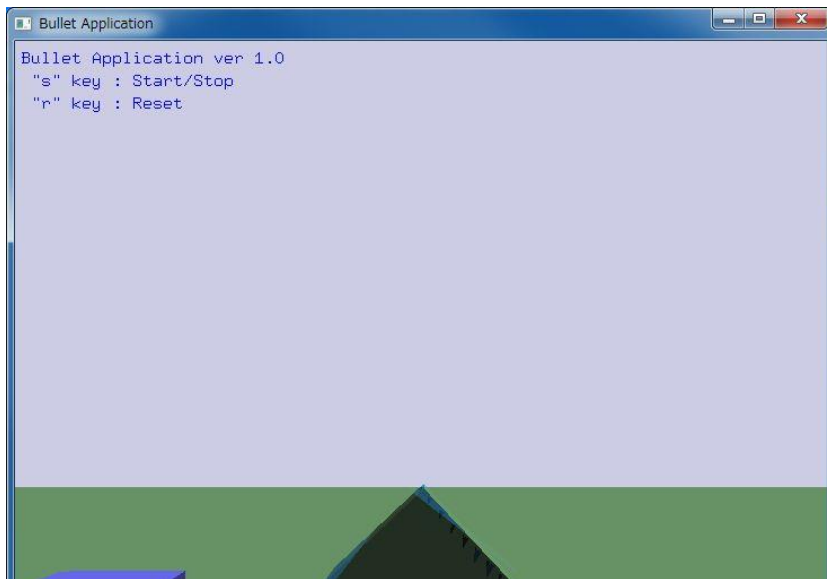 Bullet Application
Bullet Application ver 1.0
"s" key : Start/Stop
"r" key : Reset